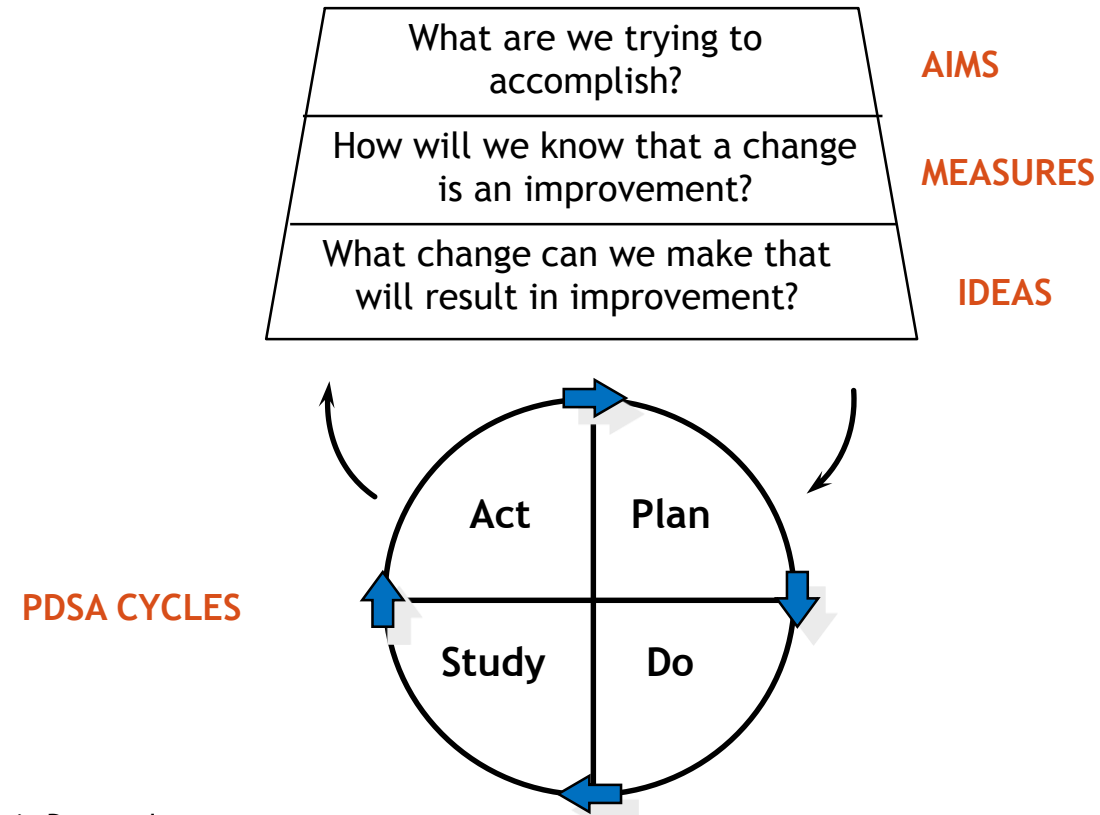 What are we trying to
accomplish?
AIMS
How will we know that a change
is an improvement?
MEASURES
What change can we make that
will result in improvement?
IDEAS
Act
Plan
PDSA CYCLES
Study
Do